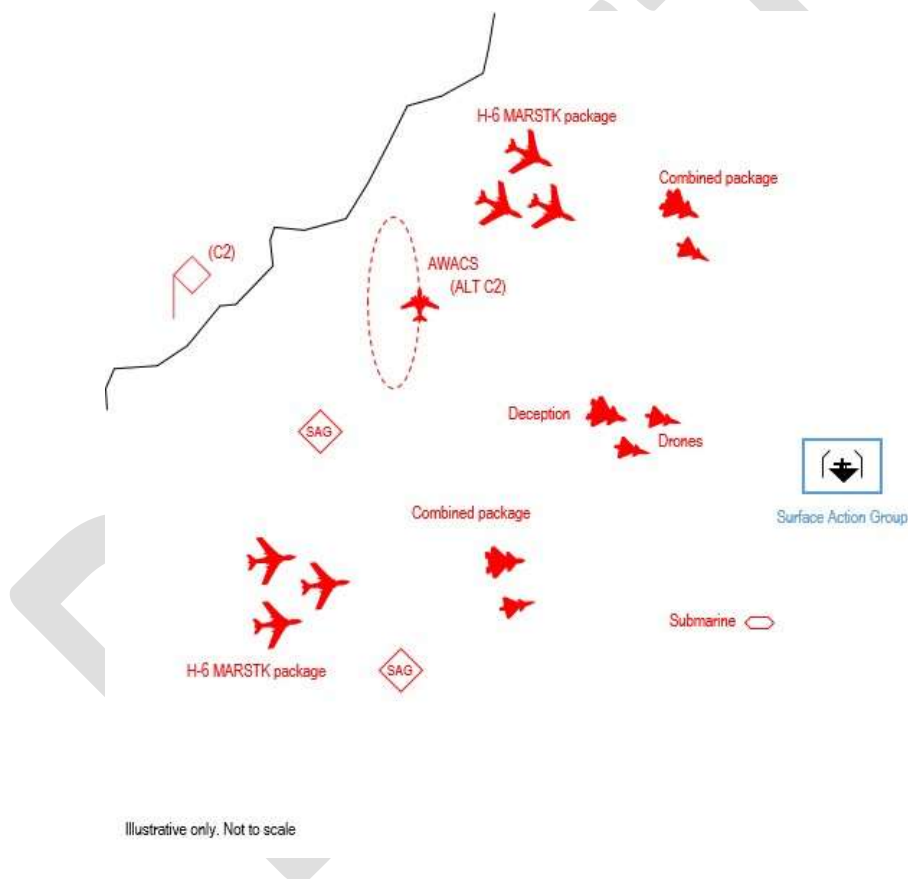 H-6 MARSTK package
Combined package
(C2)
AWACS
(ALT C2)
Deception
Drones
SAG
Surface Action Group
Combined package
Submarine
H-6 MARSTK package
SAG
Illustrative only. Not to scale